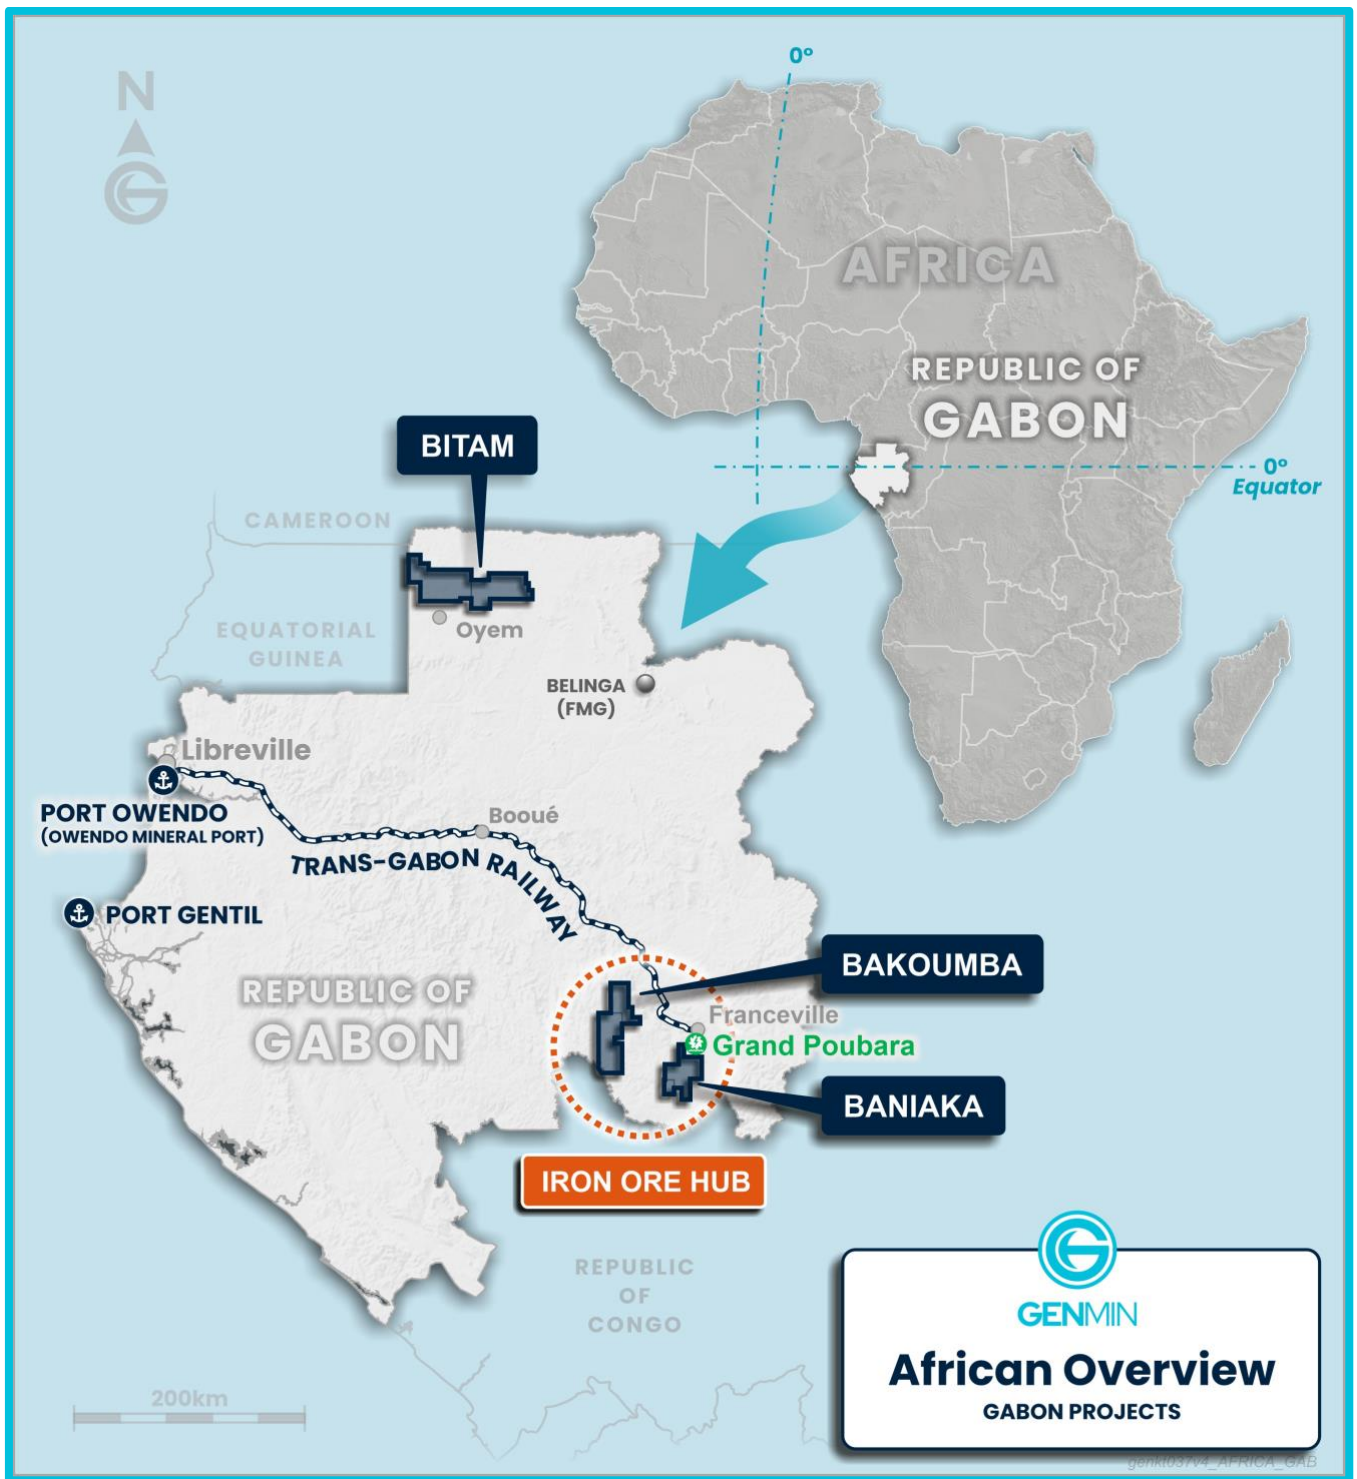 N
0°
AFRICA
REPUBLIC OF
GABON
0°
Equator
BITAM
CAMEROON
EQUATORIAL
GUINEA
Oyem
BELINGA
(FMG)
Libreville
PORT OWENDO
(OWENDO MINERAL PORT)
Booué
TRANS-GABON RAILWAY
PORT GENTIL
BAKOUMBA
REPUBLIC OF
GABON
Franceville
Grand Poubara
BANIAKA
IRON ORE HUB
REPUBLIC
OF
CONGO
GENMIN
African Overview
GABON PROJECTS
200km
genkt037v4_AFRICA_GAB